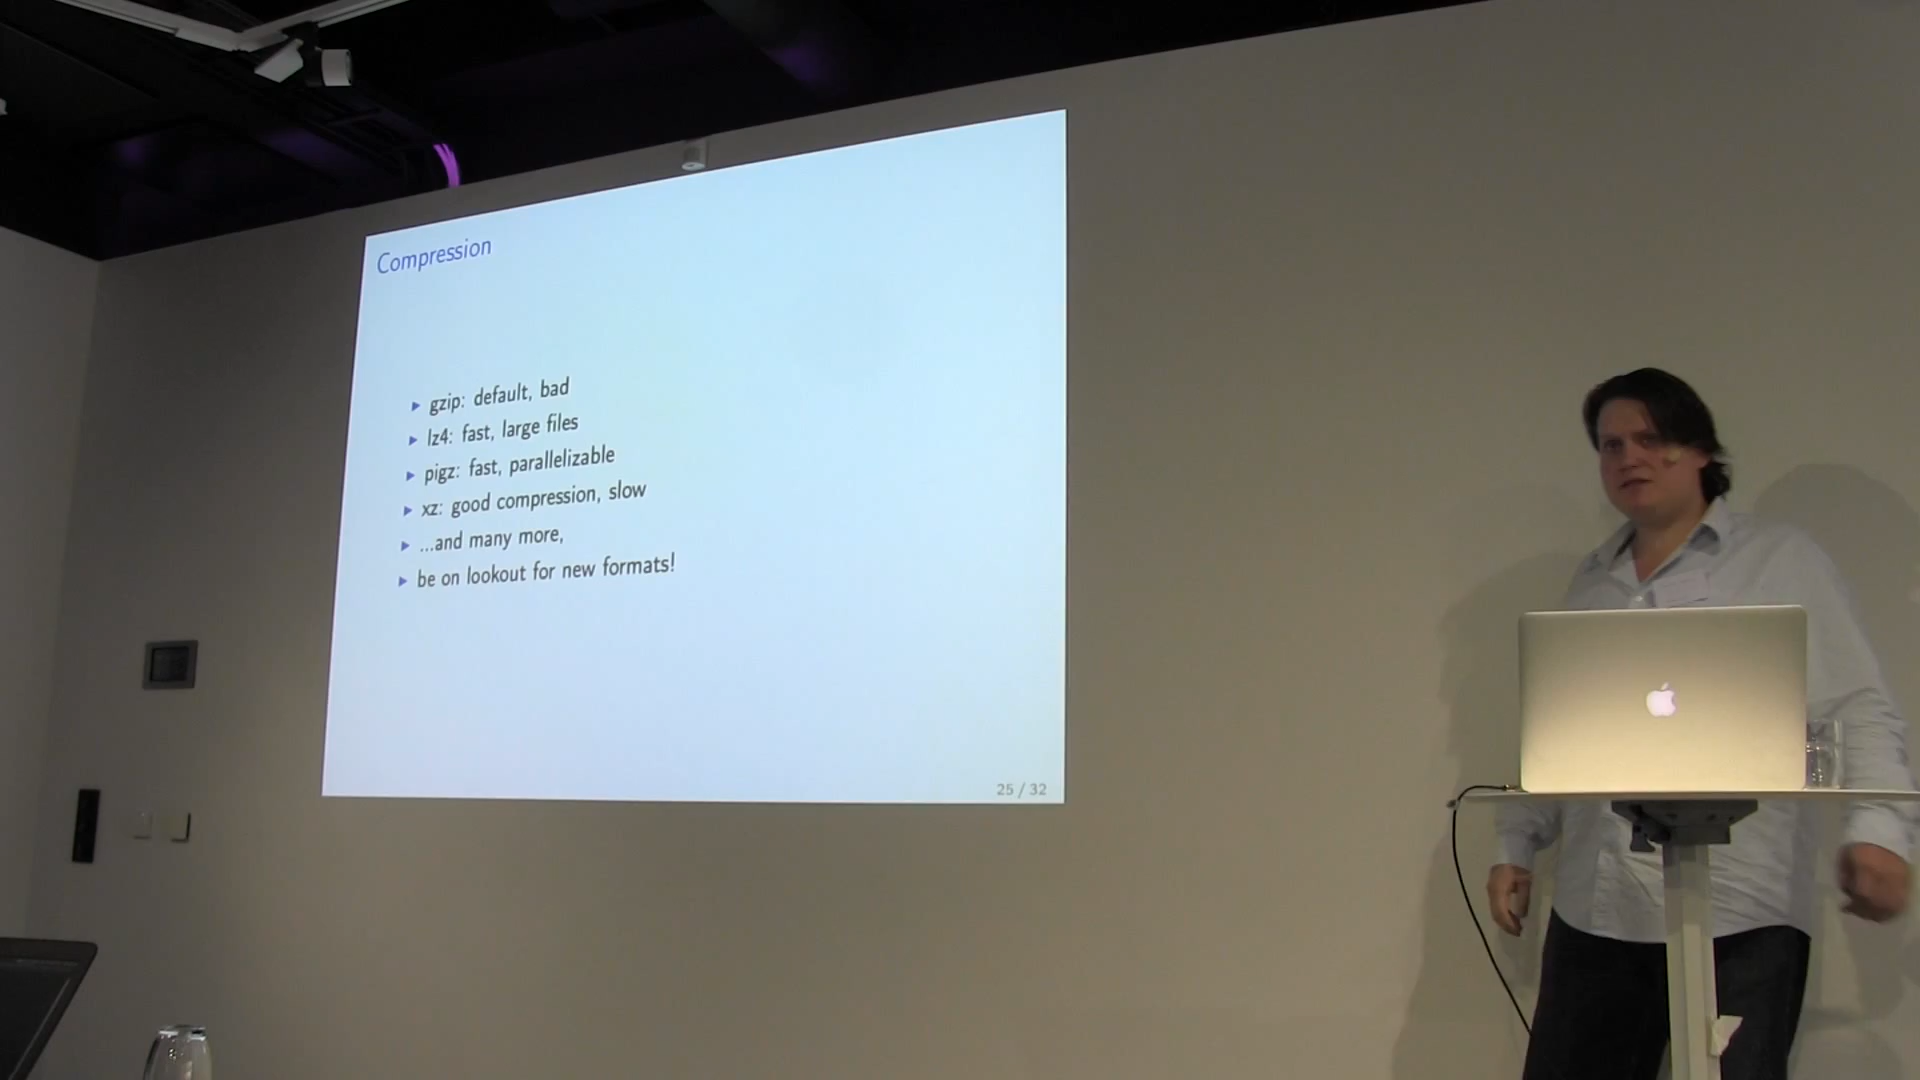 Compression
gzip: default, bad
lz4: fast, large files
pigz: fast, parallelizable
xz: good compression, slow
...and many more,
be on lookout for new formats!
25 / 32